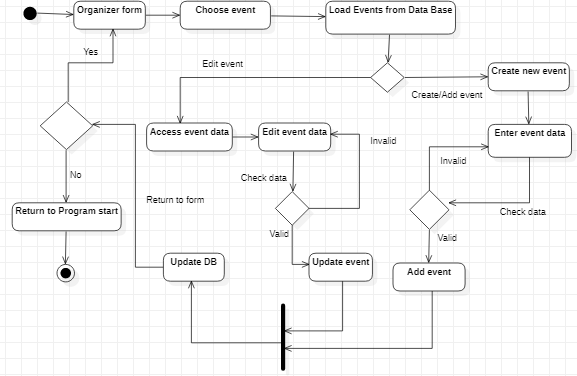 Organizer form
Choose event
Load Events from Data Base
Yes
Edit event
Create new event
Create/Add event
Access event data
Edit event data
Enter event data
Invalid
Invalid
No
Check data
Return to form
Return to Program start
Check data
Valid
Valid
Update DB
Update event
Add event